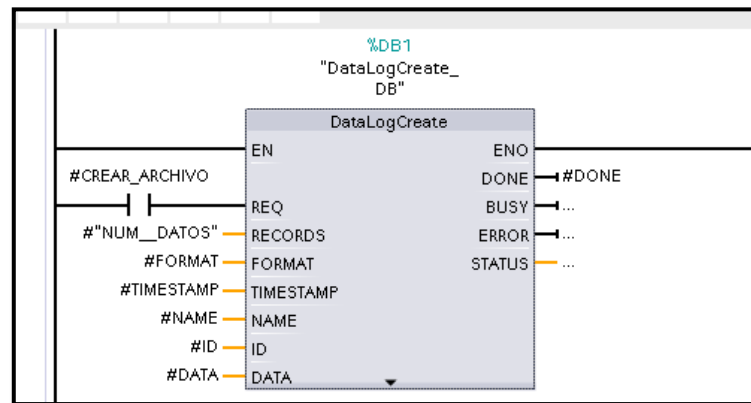 %DB1
"DataLogCreate_
DB"
DataLogCreate
EN ENO
#CREAR_ARCHIVO DONE #DONE
REQ BUSY ...
#"NUM__DATOS" RECORDS ERROR ...
#FORMAT FORMAT STATUS ...
#TIMESTAMP TIMESTAMP
#NAME NAME
#ID ID
#DATA DATA